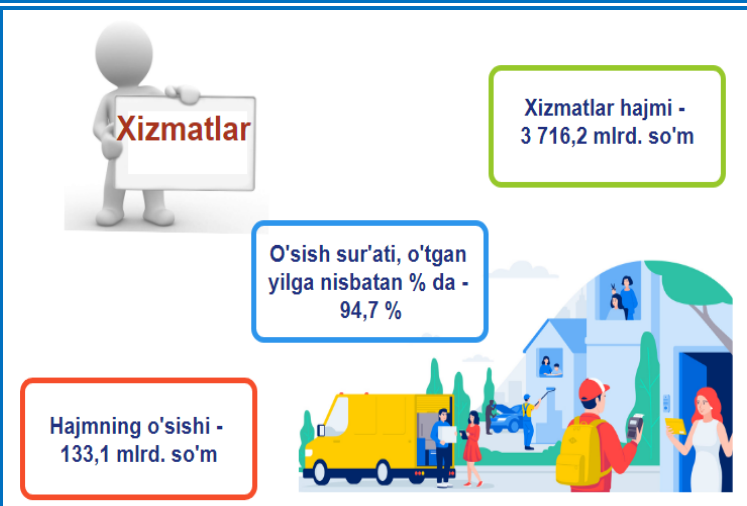 Xizmatlar
Xizmatlar hajmi -
3 716,2 mlrd. so'm
O'sish sur'ati, o'tgan
yilga nisbatan % da -
94,7 %
Hajmning o'sishi -
133,1 mlrd. so'm